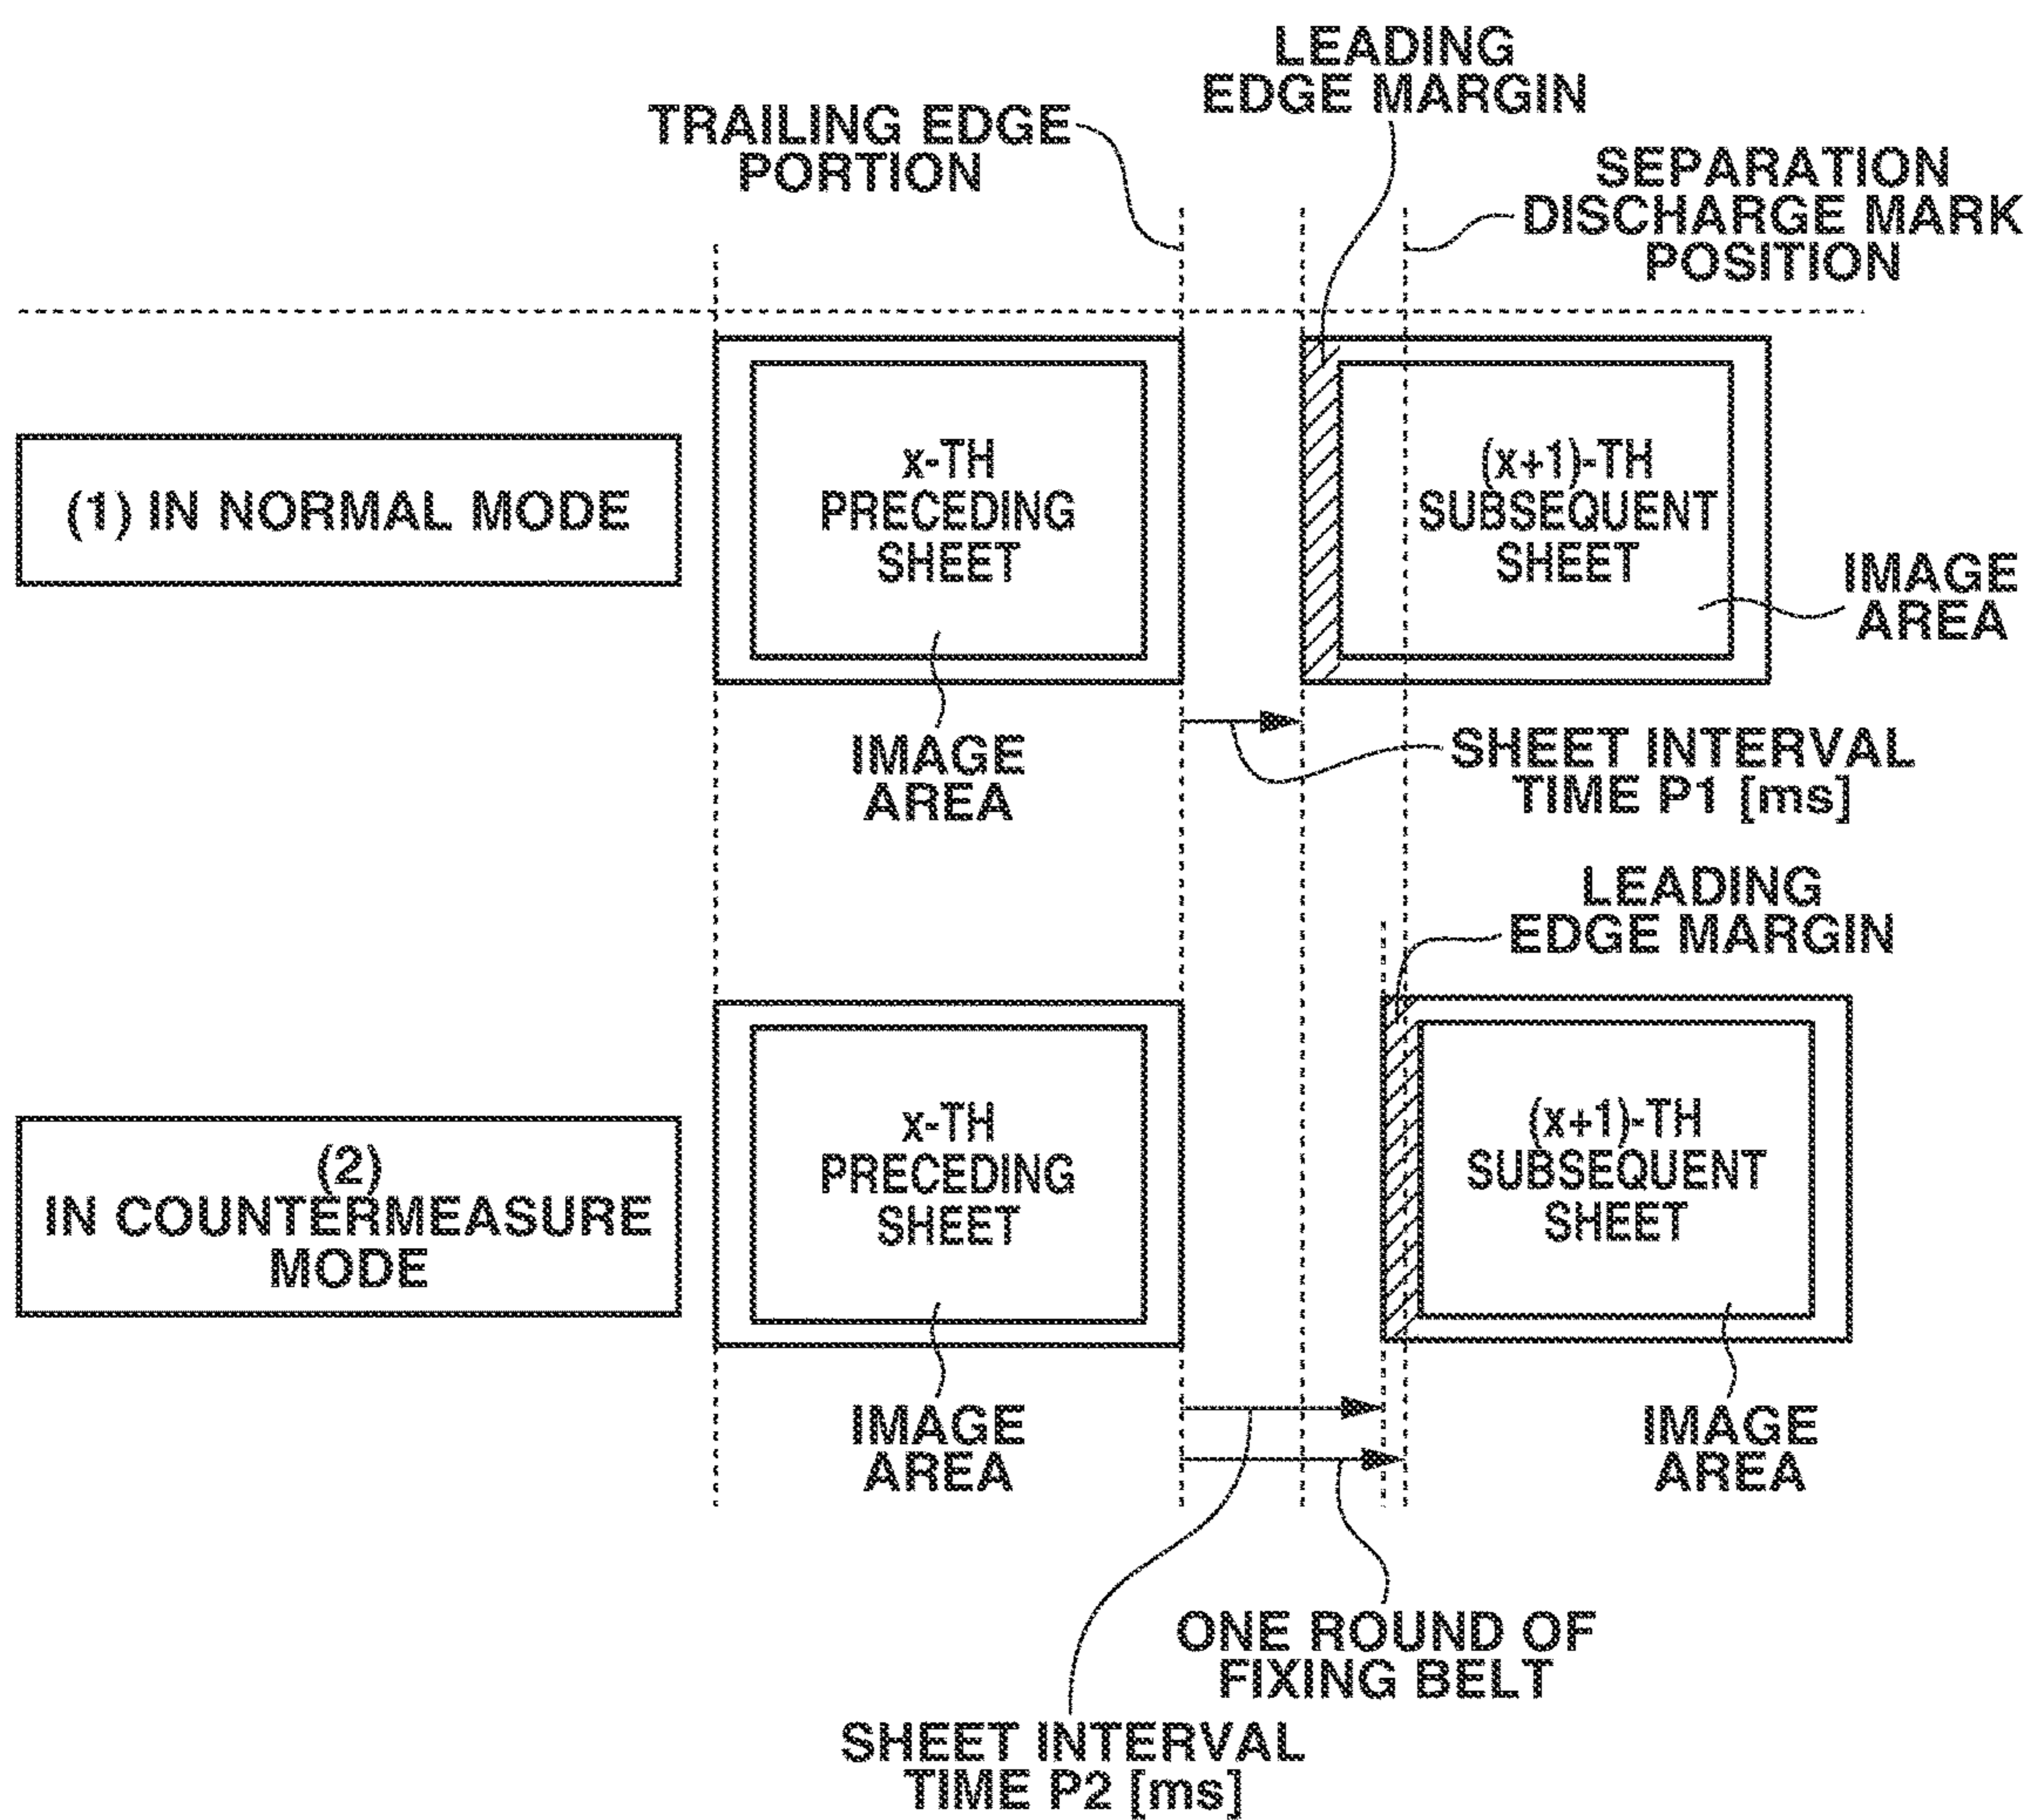 LEADING
EDGE MARGIN
TRAILING EDGE
PORTION
SEPARATION
DISCHARGE MARK
POSITION
(1) IN NORMAL MODE
x-TH
PRECEDING
SHEET
(x+1)-TH
SUBSEQUENT
SHEET
IMAGE
AREA
IMAGE
AREA
SHEET INTERVAL
TIME P1 [ms]
LEADING
EDGE MARGIN
(2)
IN COUNTERMEASURE
MODE
x-TH
PRECEDING
SHEET
(x+1)-TH
SUBSEQUENT
SHEET
IMAGE
AREA
IMAGE
AREA
ONE ROUND OF
FIXING BELT
SHEET INTERVAL
TIME P2 [ms]